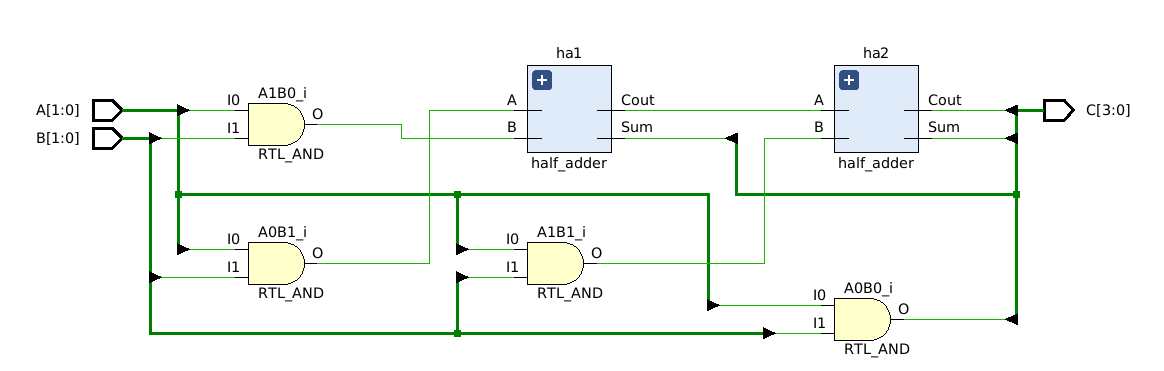 ha1
ha2
A1B0_i
A[1:0]
I0
O
A
Cout
A
Cout
C[3:0]
B[1:0]
I1
B
Sum
B
Sum
RTL_AND
half_adder
half_adder
A0B1_i
A1B1_i
I0
O
I0
O
I1
I1
RTL_AND
RTL_AND
A0B0_i
I0
O
I1
RTL_AND